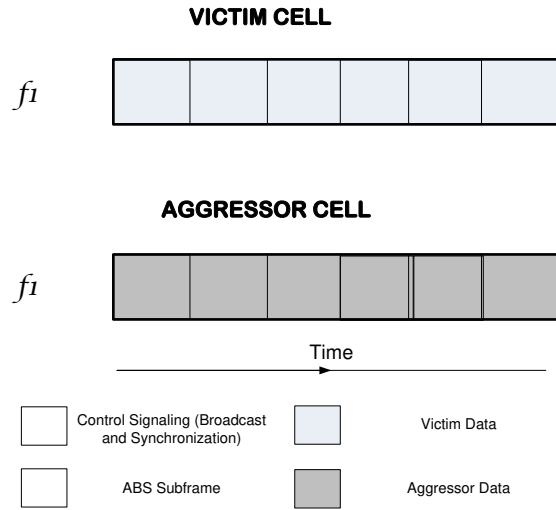 VICTIM CELL
f1
AGGRESSOR CELL
f1
Time
Control Signaling (Broadcast
and Synchronization)
Victim Data
ABS Subframe
Aggressor Data